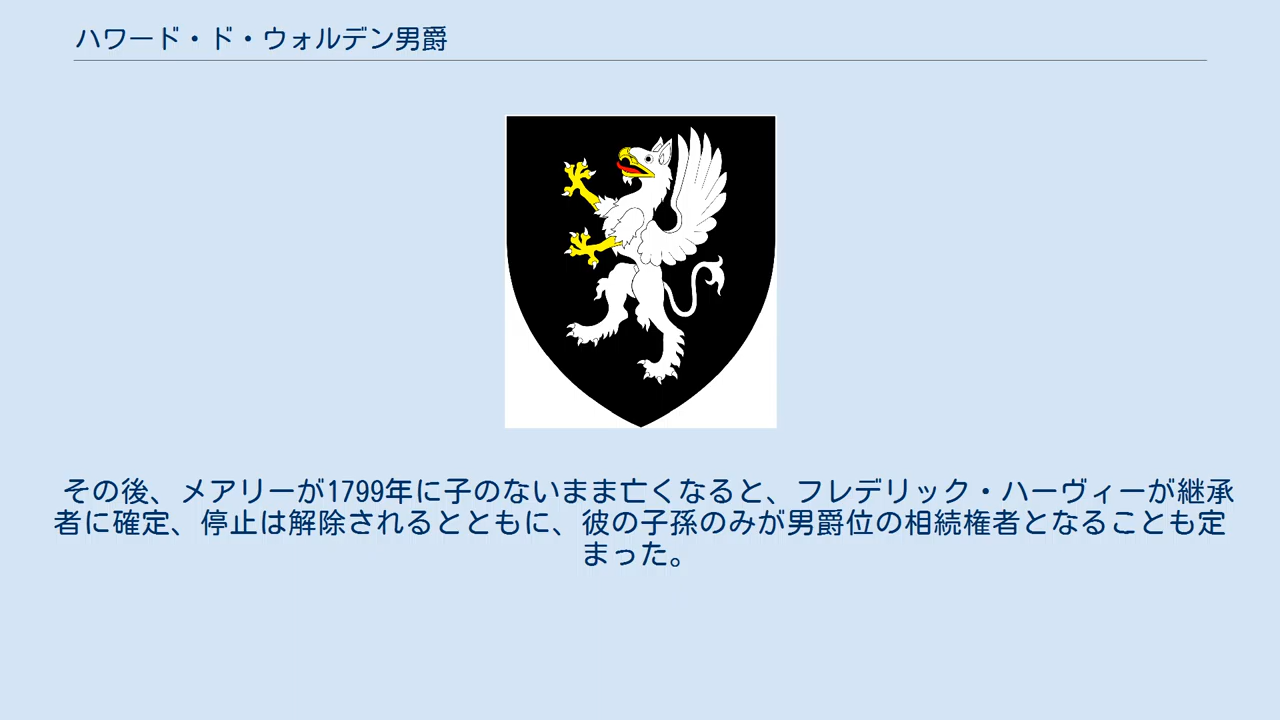 ハワード・ド・ウォルデン男爵
その後、メアリーが1799年に子のないまま亡くなると、フレデリック・ハーヴィーが継承
者に確定、停止は解除されるとともに、彼の子孫のみが男爵位の相続権者となることも定
まった。